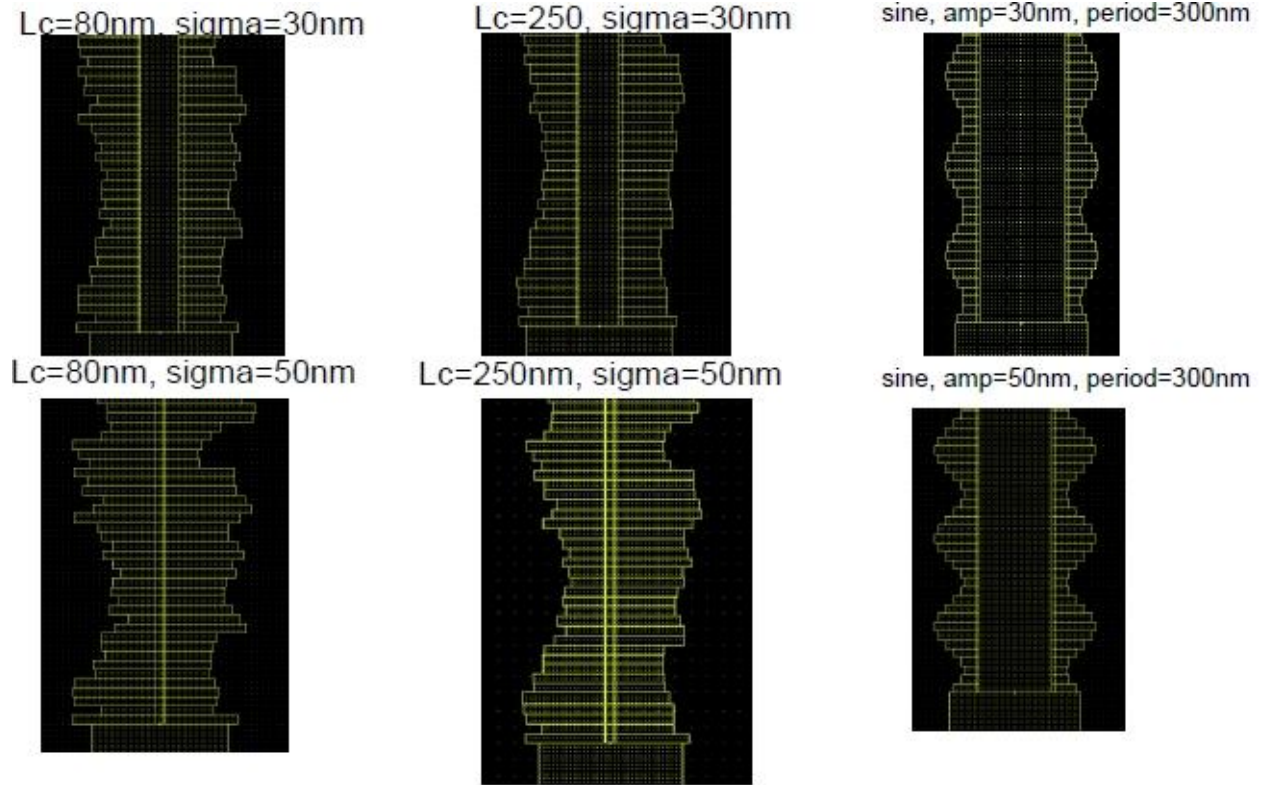 Lc=80nm, sigma=30nm
Lc=250, sigma=30nm
sine, amp=30nm, period=300nm
Lc=80nm, sigma=50nm
Lc=250nm, sigma=50nm
sine, amp=50nm, period=300nm